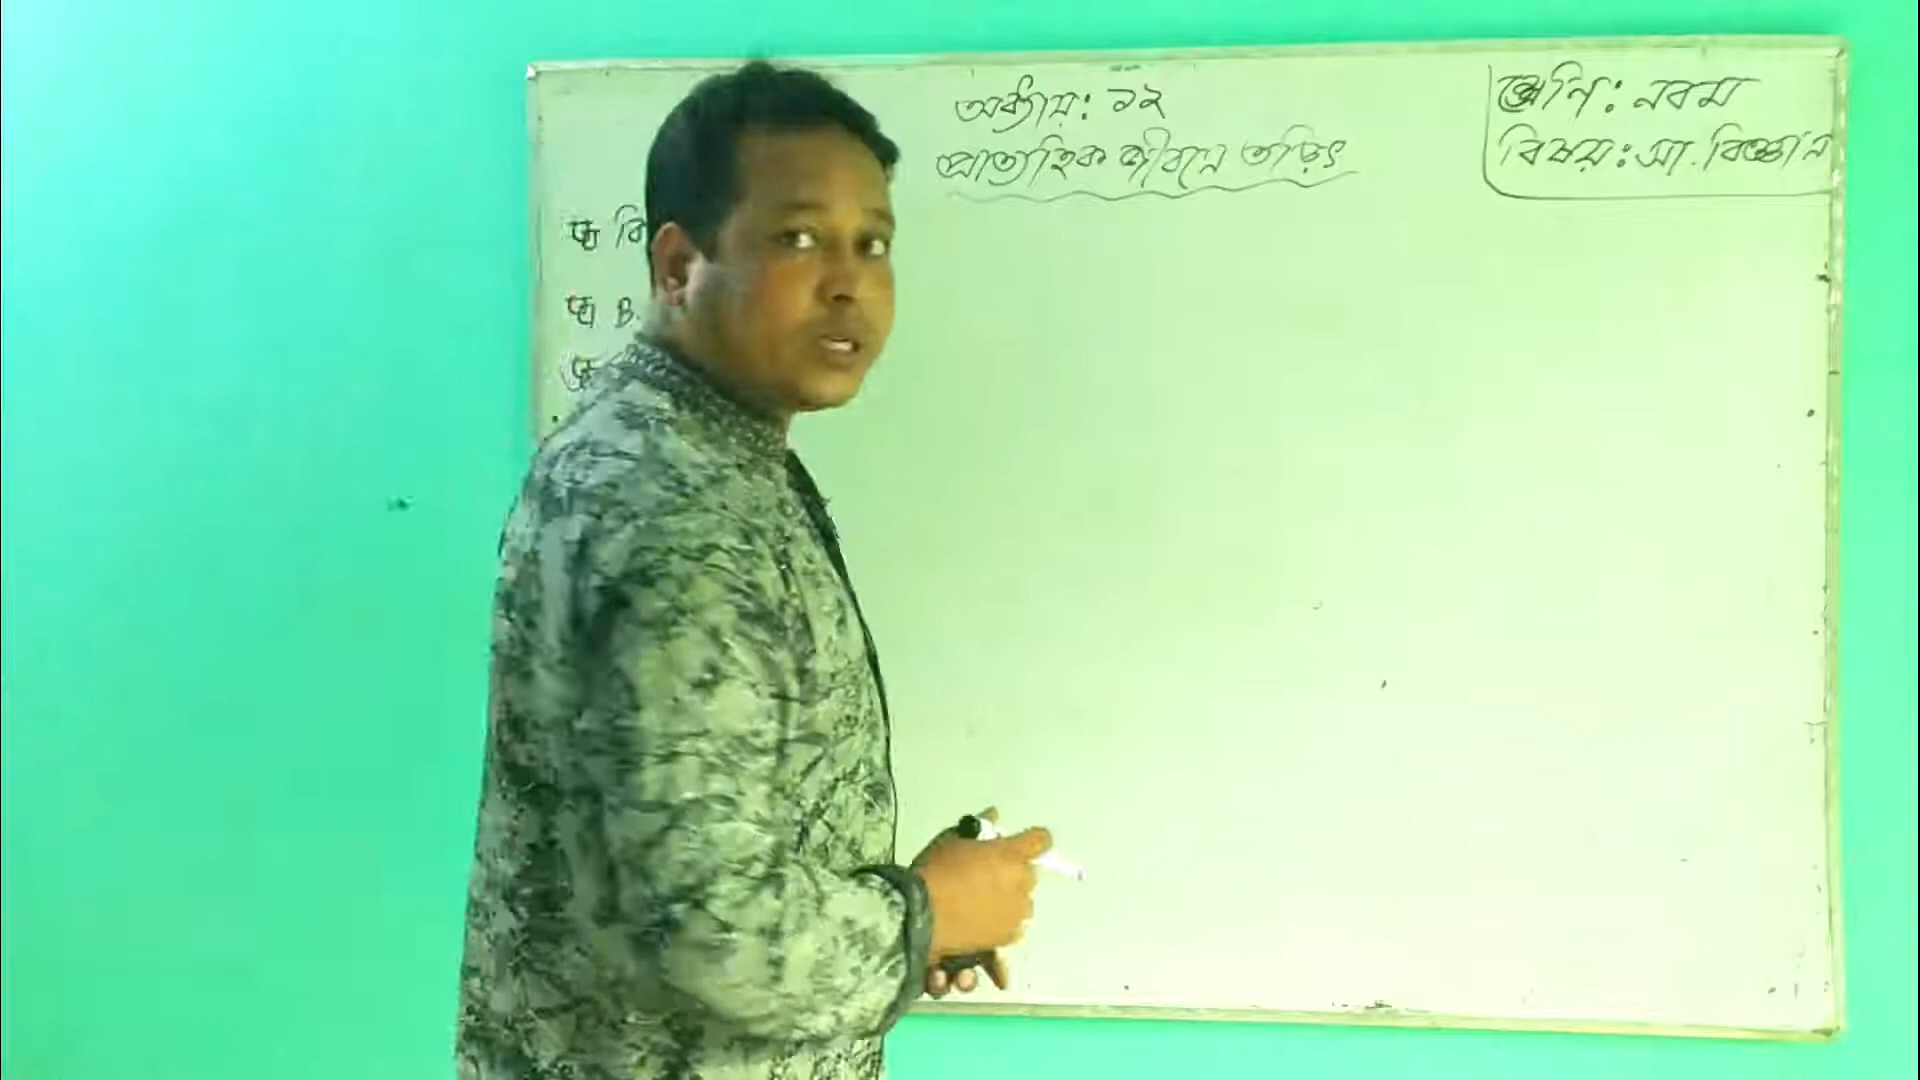 অধ্যায়: ১২
প্রাত্যহিক জীবনে তড়িৎ
শ্রেণি: নবম
বিষয়: সা. বিজ্ঞান
বি
B.